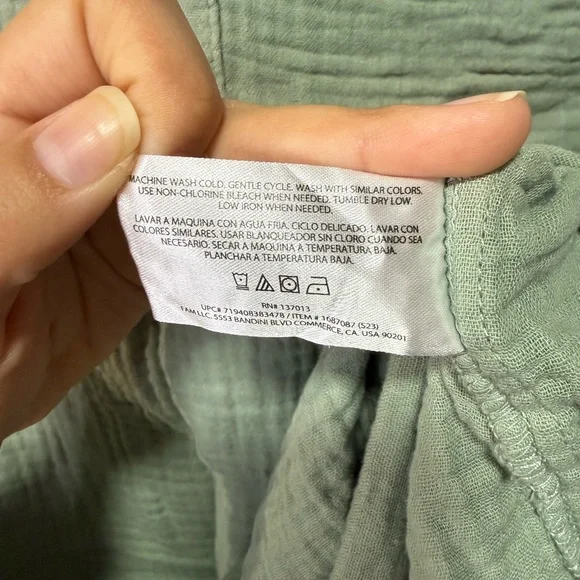 MACHINE WASH COLD. GENTLE CYCLE. WASH WITH SIMILAR COLORS.
USE NON-CHLORINE BLEACH WHEN NEEDED. TUMBLE DRY LOW.
LOW IRON WHEN NEEDED.
LAVAR A MAQUINA CON AGUA FRIA. CICLO DELICADO. LAVAR CON
COLORES SIMILARES. USAR BLANQUEADOR SIN CLORO CUANDO SEA
NECESARIO. SECAR A MAQUINA A TEMPERATURA BAJA.
PLANCHAR A TEMPERATURA BAJA.
RN# 137013
UPC# 719408383478 / ITEM # 1687087 (S23)
FAM LLC. 5553 BANDINI BLVD COMMERCE, CA. USA 90201